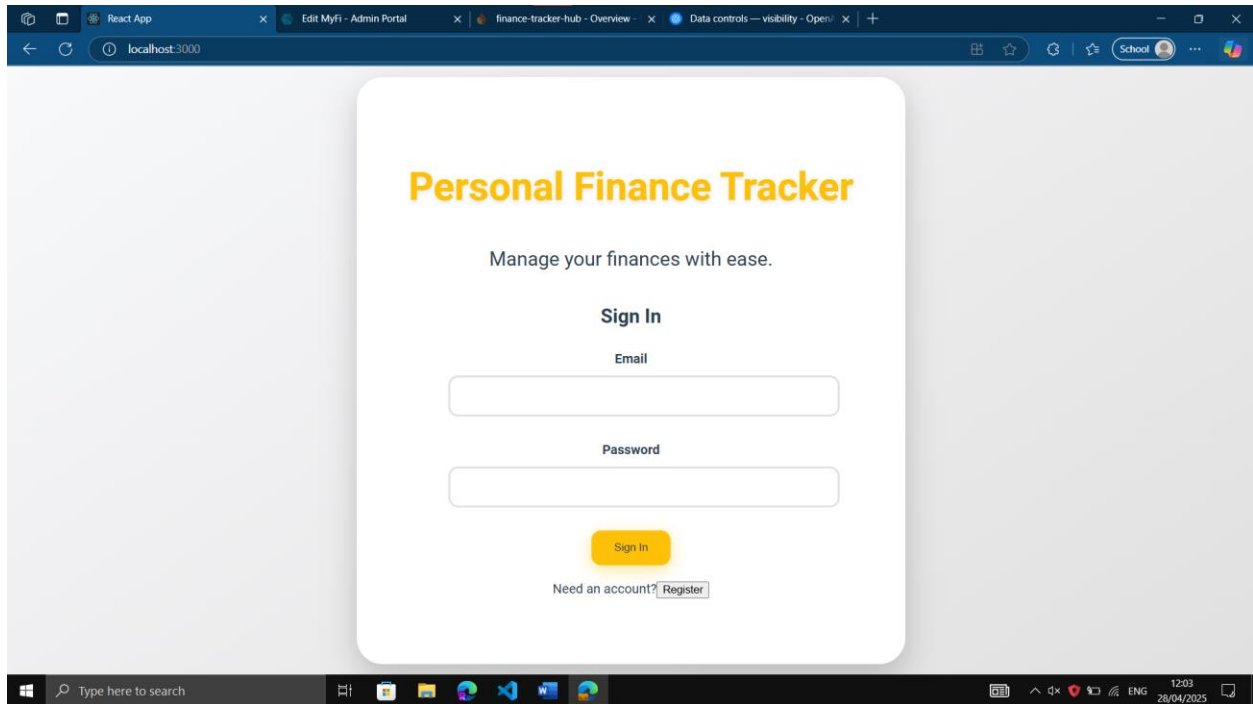 React App
Edit MyFi - Admin Portal
finance-tracker-hub - Overview -
Data controls — visibility - OpenA
localhost:3000
School
Personal Finance Tracker
Manage your finances with ease.
Sign In
Email
Password
Sign In
Need an account? Register
Type here to search
ENG
12:03
28/04/2025